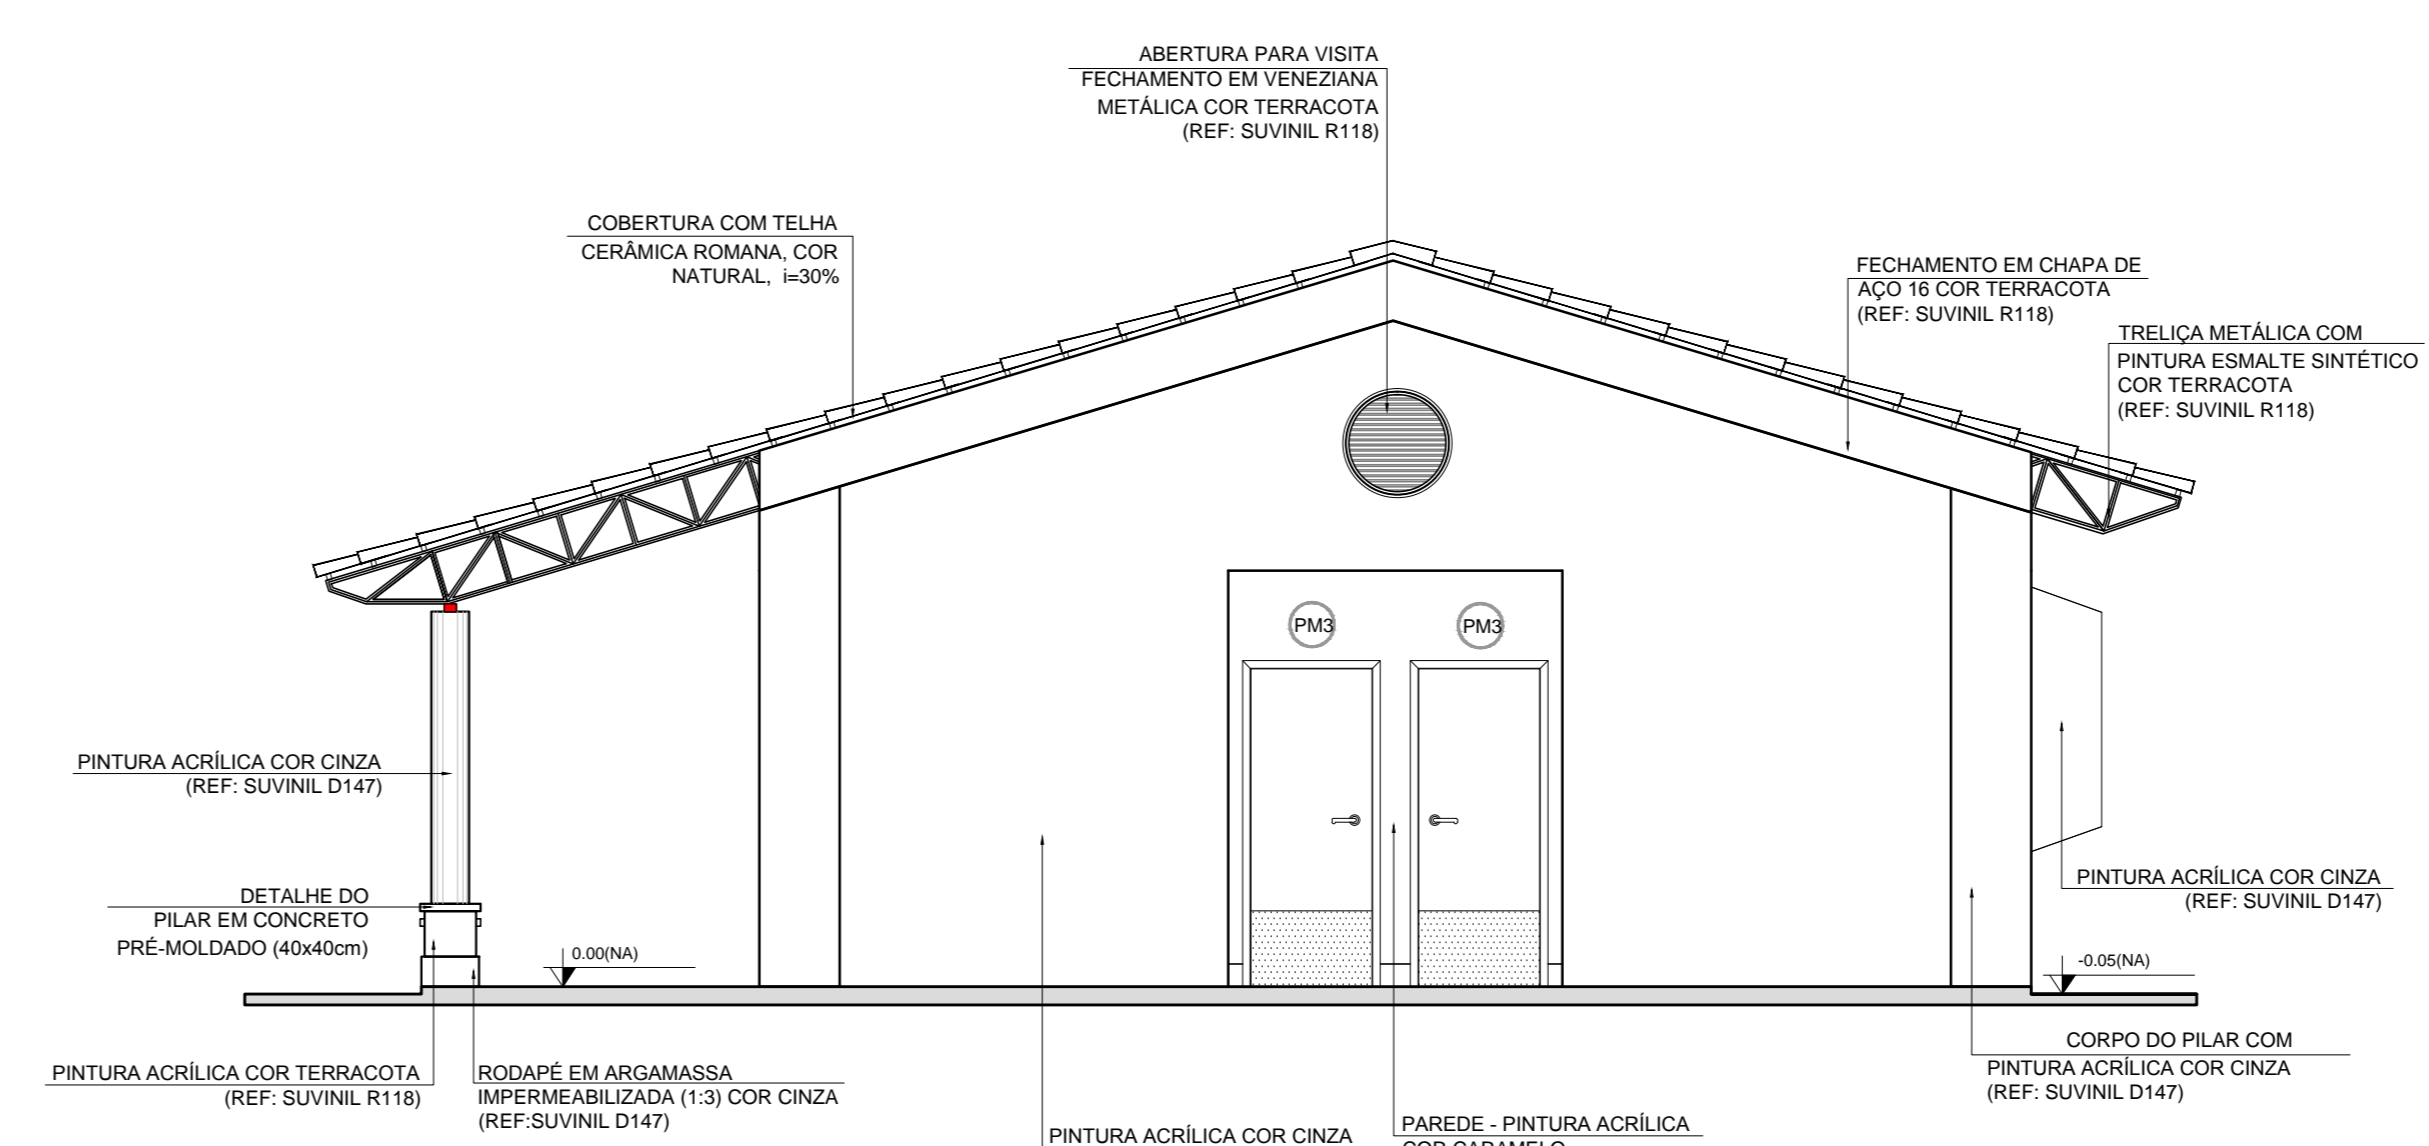 ABERTURA PARA VISITA
FECHAMENTO EM VENEZIANA
METÁLICA COR TERRACOTA
(REF: SUVINIL R118)
COBERTURA COM TELHA
CERÂMICA ROMANA, COR
NATURAL, i=30%
FECHAMENTO EM CHAPA DE
AÇO 16 COR TERRACOTA
(REF: SUVINIL R118)
TRELIÇA METÁLICA COM
PINTURA ESMALTE SINTÉTICO
COR TERRACOTA
(REF: SUVINIL R118)
PM3
PM3
PINTURA ACRÍLICA COR CINZA
(REF: SUVINIL D147)
DETALHE DO
PILAR EM CONCRETO
PRÉ-MOLDADO (40x40cm)
0.00(NA)
PINTURA ACRÍLICA COR CINZA
(REF: SUVINIL D147)
-0.05(NA)
PINTURA ACRÍLICA COR TERRACOTA
(REF: SUVINIL R118)
RODAPÉ EM ARGAMASSA
IMPERMEABILIZADA (1:3) COR CINZA
(REF:SUVINIL D147)
CORPO DO PILAR COM
PINTURA ACRÍLICA COR CINZA
(REF: SUVINIL D147)
PINTURA ACRÍLICA COR CINZA
PAREDE - PINTURA ACRÍLICA
COR CARAMELO